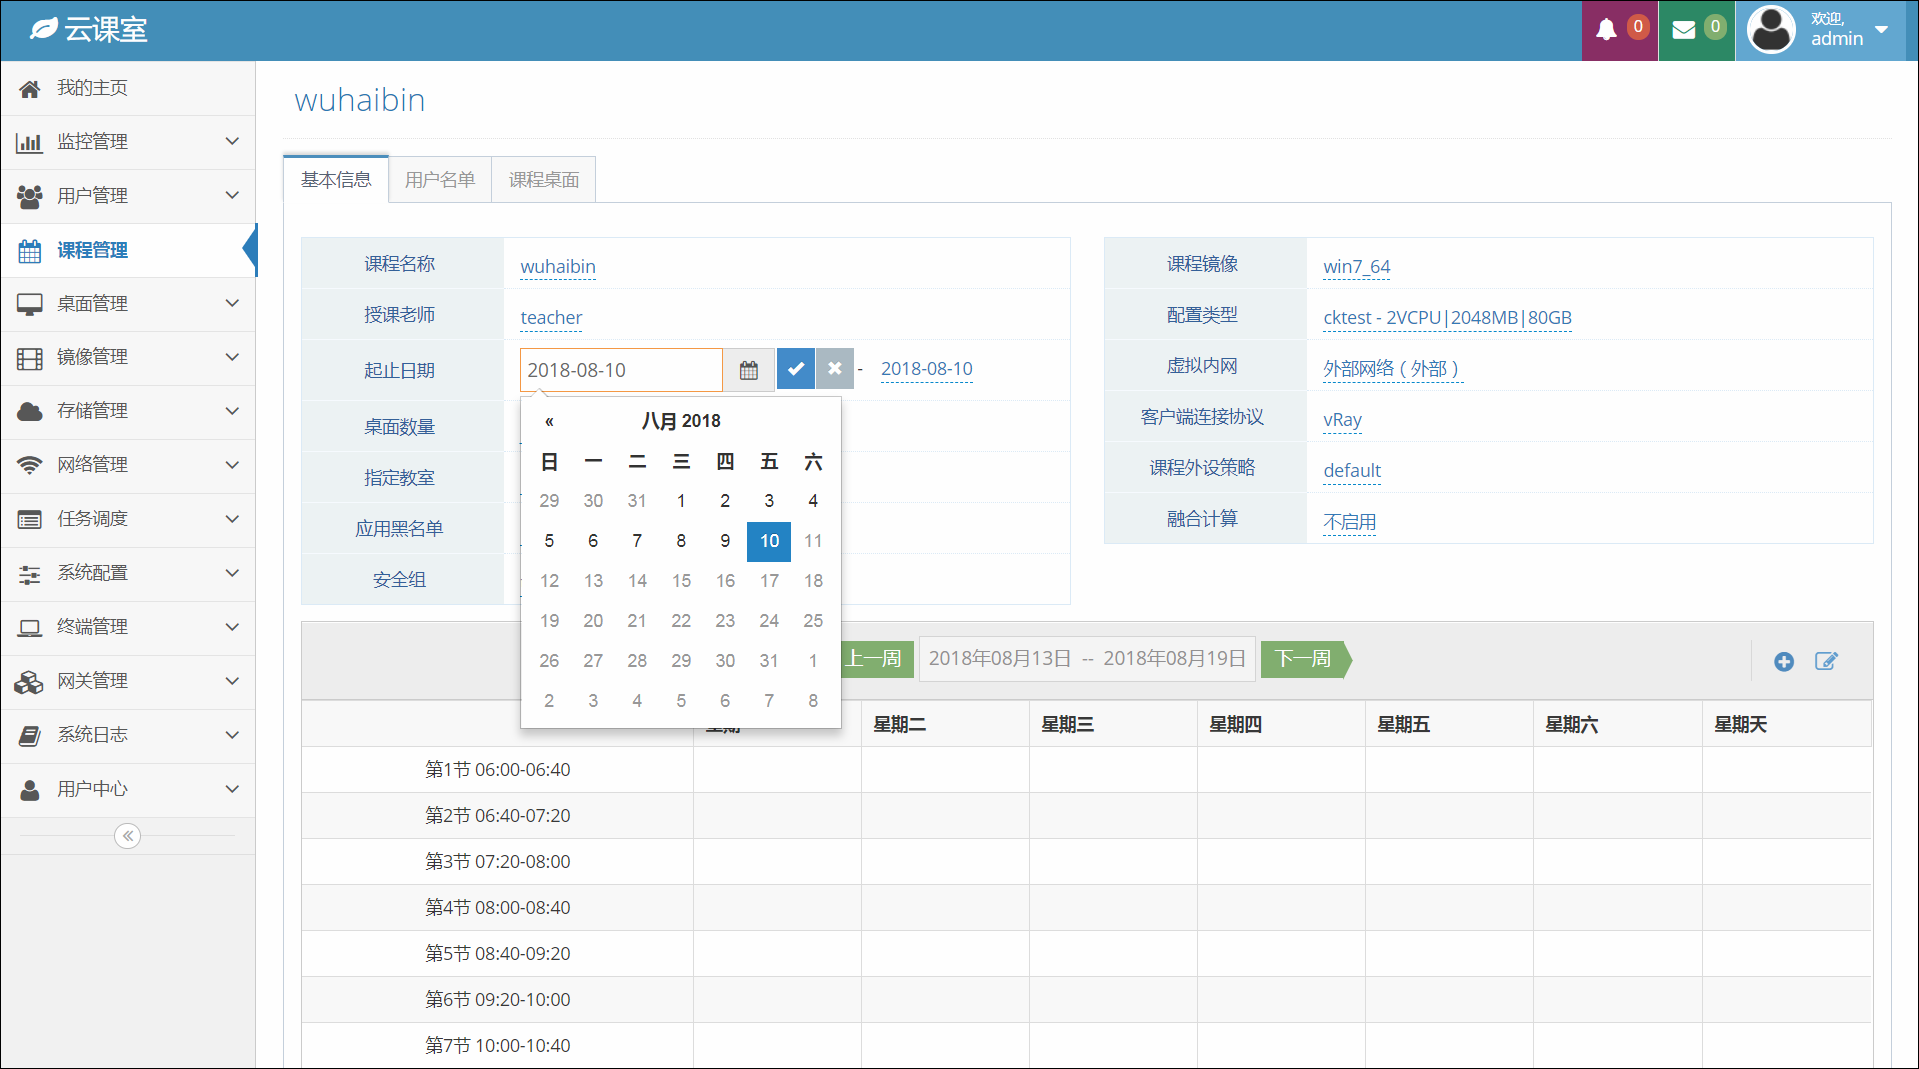 云课室
0
0
欢迎,
admin
我的主页
监控管理
用户管理
课程管理
桌面管理
镜像管理
存储管理
网络管理
任务调度
系统配置
终端管理
网关管理
系统日志
用户中心
wuhaibin
基本信息 用户名单 课程桌面
课程名称 wuhaibin
授课老师 teacher
起止日期 2018-08-10 - 2018-08-10
桌面数量
指定教室
应用黑名单
安全组
课程镜像 win7_64
配置类型 cktest - 2VCPU|2048MB|80GB
虚拟内网 外部网络 ( 外部 )
客户端连接协议 vRay
课程外设策略 default
融合计算 不启用
« 八月 2018
日 一 二 三 四 五 六
29 30 31 1 2 3 4
5 6 7 8 9 10 11
12 13 14 15 16 17 18
19 20 21 22 23 24 25
26 27 28 29 30 31 1
2 3 4 5 6 7 8
上一周 2018年08月13日 -- 2018年08月19日 下一周
星期二 星期三 星期四 星期五 星期六 星期天
第1节 06:00-06:40
第2节 06:40-07:20
第3节 07:20-08:00
第4节 08:00-08:40
第5节 08:40-09:20
第6节 09:20-10:00
第7节 10:00-10:40